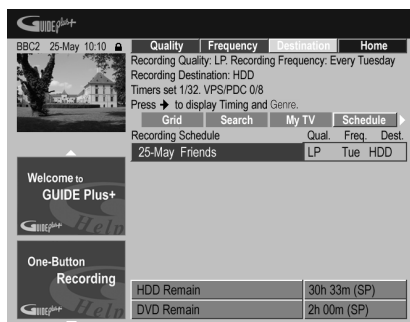 GUIDE Plus+
BBC2 25-May 10:10
Quality Frequency Destination Home
Recording Quality: LP. Recording Frequency: Every Tuesday
Recording Destination: HDD
Timers set 1/32. VPS/PDC 0/8
Press → to display Timing and Genre.
Grid Search My TV Schedule
Recording Schedule Qual. Freq. Dest.
25-May Friends LP Tue HDD
Welcome to
GUIDE Plus+
Help
GUIDE Plus+
One-Button
Recording
Help
GUIDE Plus+
HDD Remain 30h 33m (SP)
DVD Remain 2h 00m (SP)